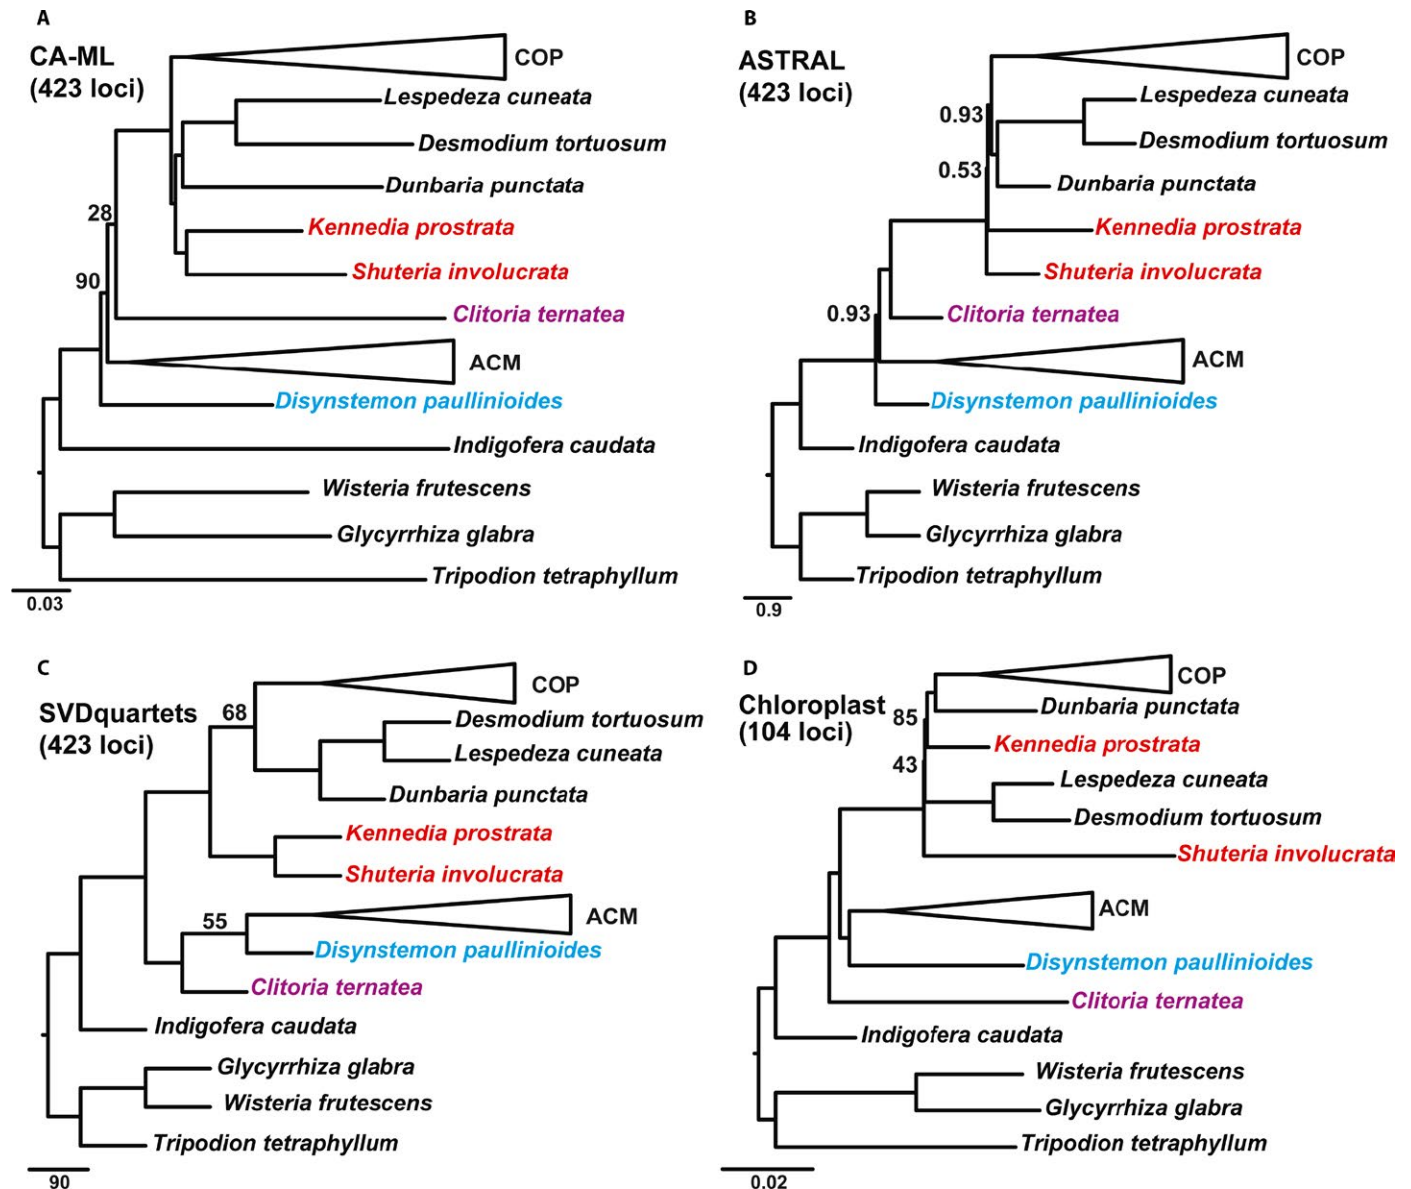 A
CA-ML
(423 loci)
COP
Lespedeza cuneata
Desmodium tortuosum
Dunbaria punctata
28
Kennedia prostrata
Shuteria involucrata
90
Clitoria ternatea
ACM
Disynstemon paullinioides
Indigofera caudata
Wisteria frutescens
Glycyrrhiza glabra
Tripodion tetraphyllum
0.03
B
ASTRAL
(423 loci)
COP
Lespedeza cuneata
0.93
Desmodium tortuosum
0.53
Dunbaria punctata
Kennedia prostrata
Shuteria involucrata
0.93
Clitoria ternatea
ACM
Disynstemon paullinioides
Indigofera caudata
Wisteria frutescens
Glycyrrhiza glabra
Tripodion tetraphyllum
0.9
C
SVDquartets
(423 loci)
COP
68
Desmodium tortuosum
Lespedeza cuneata
Dunbaria punctata
Kennedia prostrata
Shuteria involucrata
55
ACM
Disynstemon paullinioides
Clitoria ternatea
Indigofera caudata
Glycyrrhiza glabra
Wisteria frutescens
Tripodion tetraphyllum
90
D
Chloroplast
(104 loci)
COP
Dunbaria punctata
85
Kennedia prostrata
43
Lespedeza cuneata
Desmodium tortuosum
Shuteria involucrata
ACM
Disynstemon paullinioides
Clitoria ternatea
Indigofera caudata
Wisteria frutescens
Glycyrrhiza glabra
Tripodion tetraphyllum
0.02